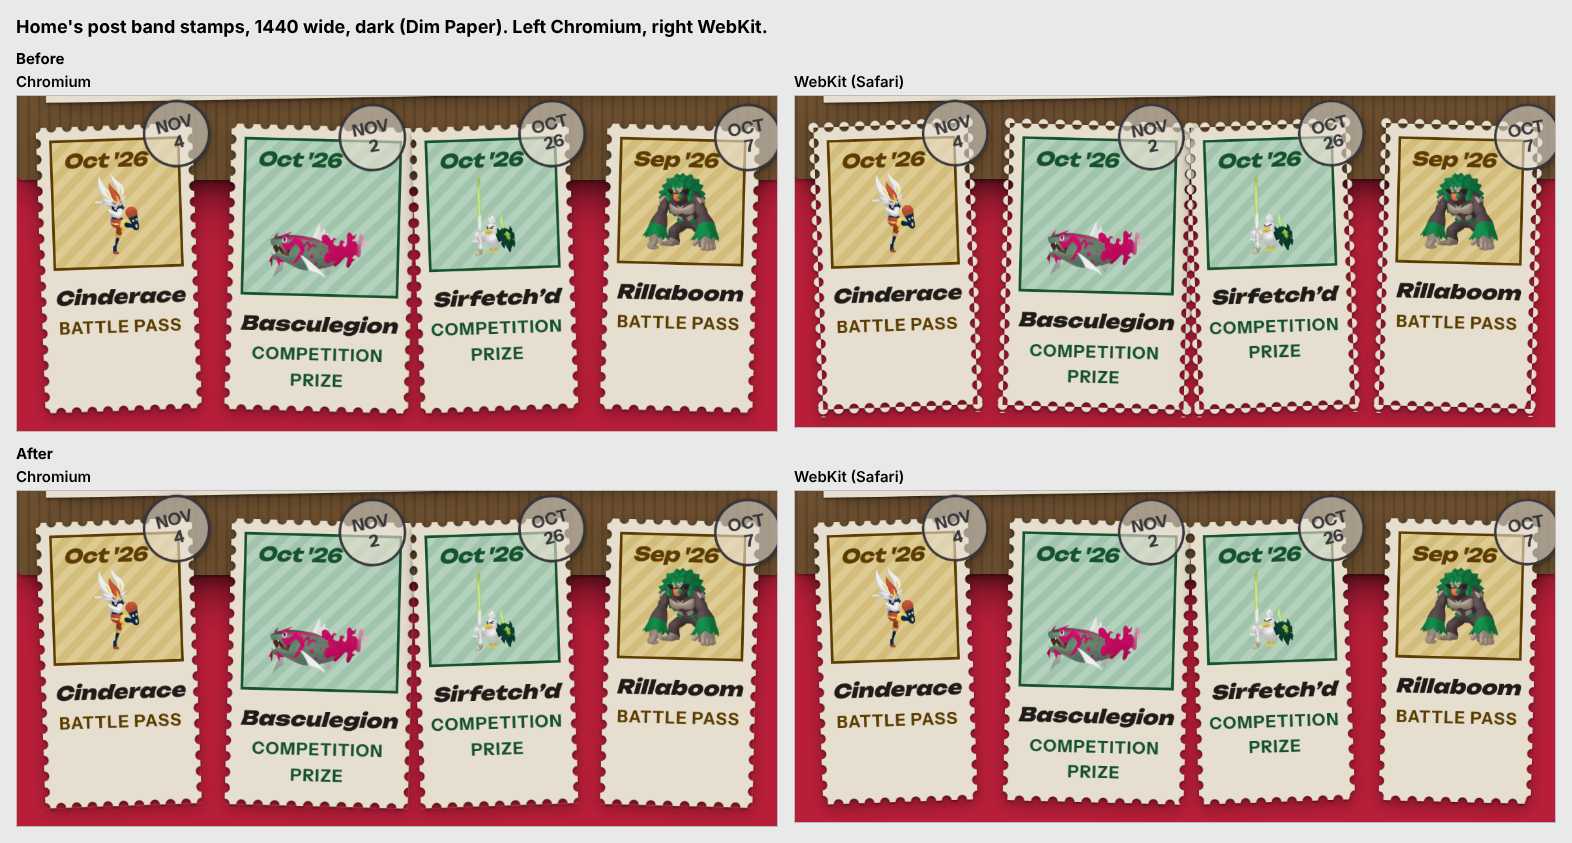 Home's post band stamps, 1440 wide, dark (Dim Paper). Left Chromium, right WebKit.
Before
Chromium
WebKit (Safari)
NOV
4
NOV
2
OCT
26
OCT
7
NOV
4
NOV
2
OCT
26
OCT
7
Oct '26
Oct '26
Oct '26
Sep '26
Oct '26
Oct '26
Oct '26
Sep '26
Cinderace
BATTLE PASS
Basculegion
COMPETITION
PRIZE
Sirfetch’d
COMPETITION
PRIZE
Rillaboom
BATTLE PASS
Cinderace
BATTLE PASS
Basculegion
COMPETITION
PRIZE
Sirfetch’d
COMPETITION
PRIZE
Rillaboom
BATTLE PASS
After
Chromium
WebKit (Safari)
NOV
4
NOV
2
OCT
26
OCT
7
NOV
4
NOV
2
OCT
26
OCT
7
Oct '26
Oct '26
Oct '26
Sep '26
Oct '26
Oct '26
Oct '26
Sep '26
Cinderace
BATTLE PASS
Basculegion
COMPETITION
PRIZE
Sirfetch’d
COMPETITION
PRIZE
Rillaboom
BATTLE PASS
Cinderace
BATTLE PASS
Basculegion
COMPETITION
PRIZE
Sirfetch’d
COMPETITION
PRIZE
Rillaboom
BATTLE PASS